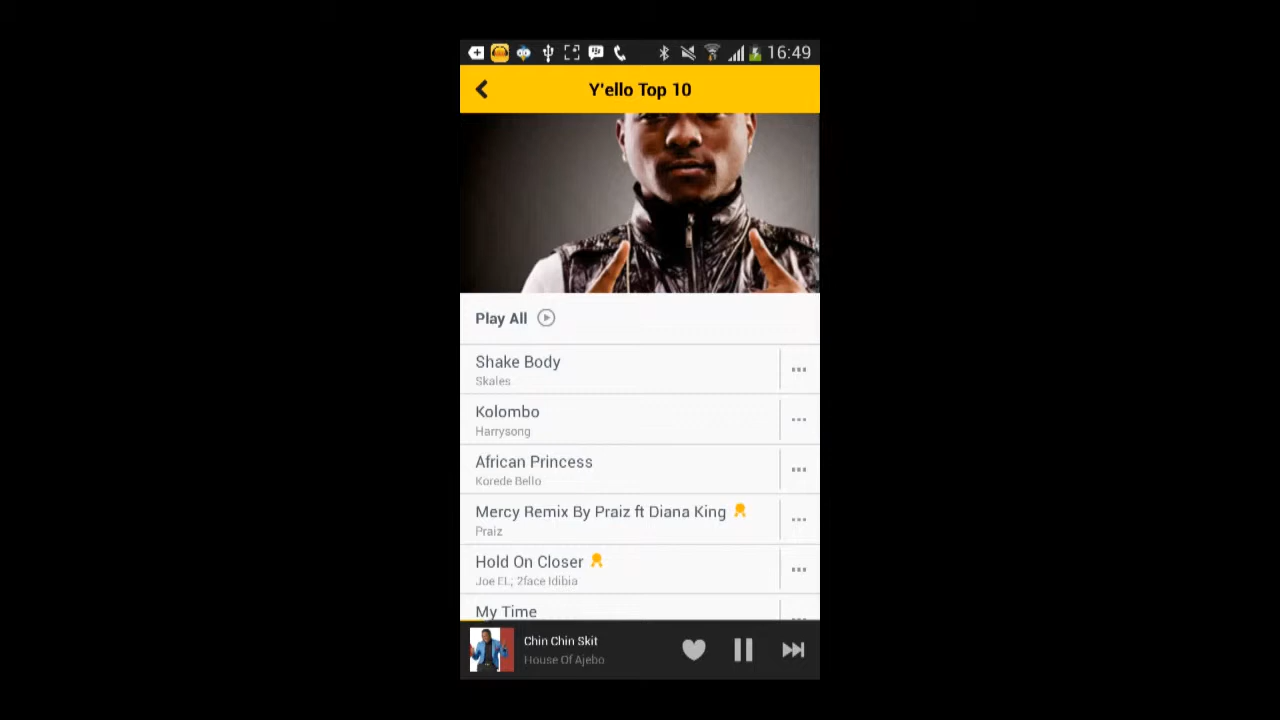 16:49
Y'ello Top 10
Play All
Shake Body
Skales
Kolombo
Harrysong
African Princess
Korede Bello
Mercy Remix By Praiz ft Diana King
Praiz
Hold On Closer
Joe EL; 2face Idibia
My Time
Chin Chin Skit
House Of Ajebo